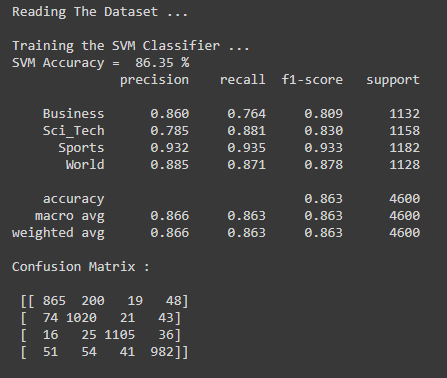 Reading The Dataset ...
Training the SVM Classifier ...
SVM Accuracy =  86.35 %
              precision    recall  f1-score   support
    Business      0.860     0.764     0.809      1132
    Sci_Tech      0.785     0.881     0.830      1158
      Sports      0.932     0.935     0.933      1182
       World      0.885     0.871     0.878      1128
    accuracy                          0.863      4600
   macro avg      0.866     0.863     0.863      4600
weighted avg      0.866     0.863     0.863      4600
Confusion Matrix :
 [[ 865  200   19   48]
 [  74 1020   21   43]
 [  16   25 1105   36]
 [  51   54   41  982]]